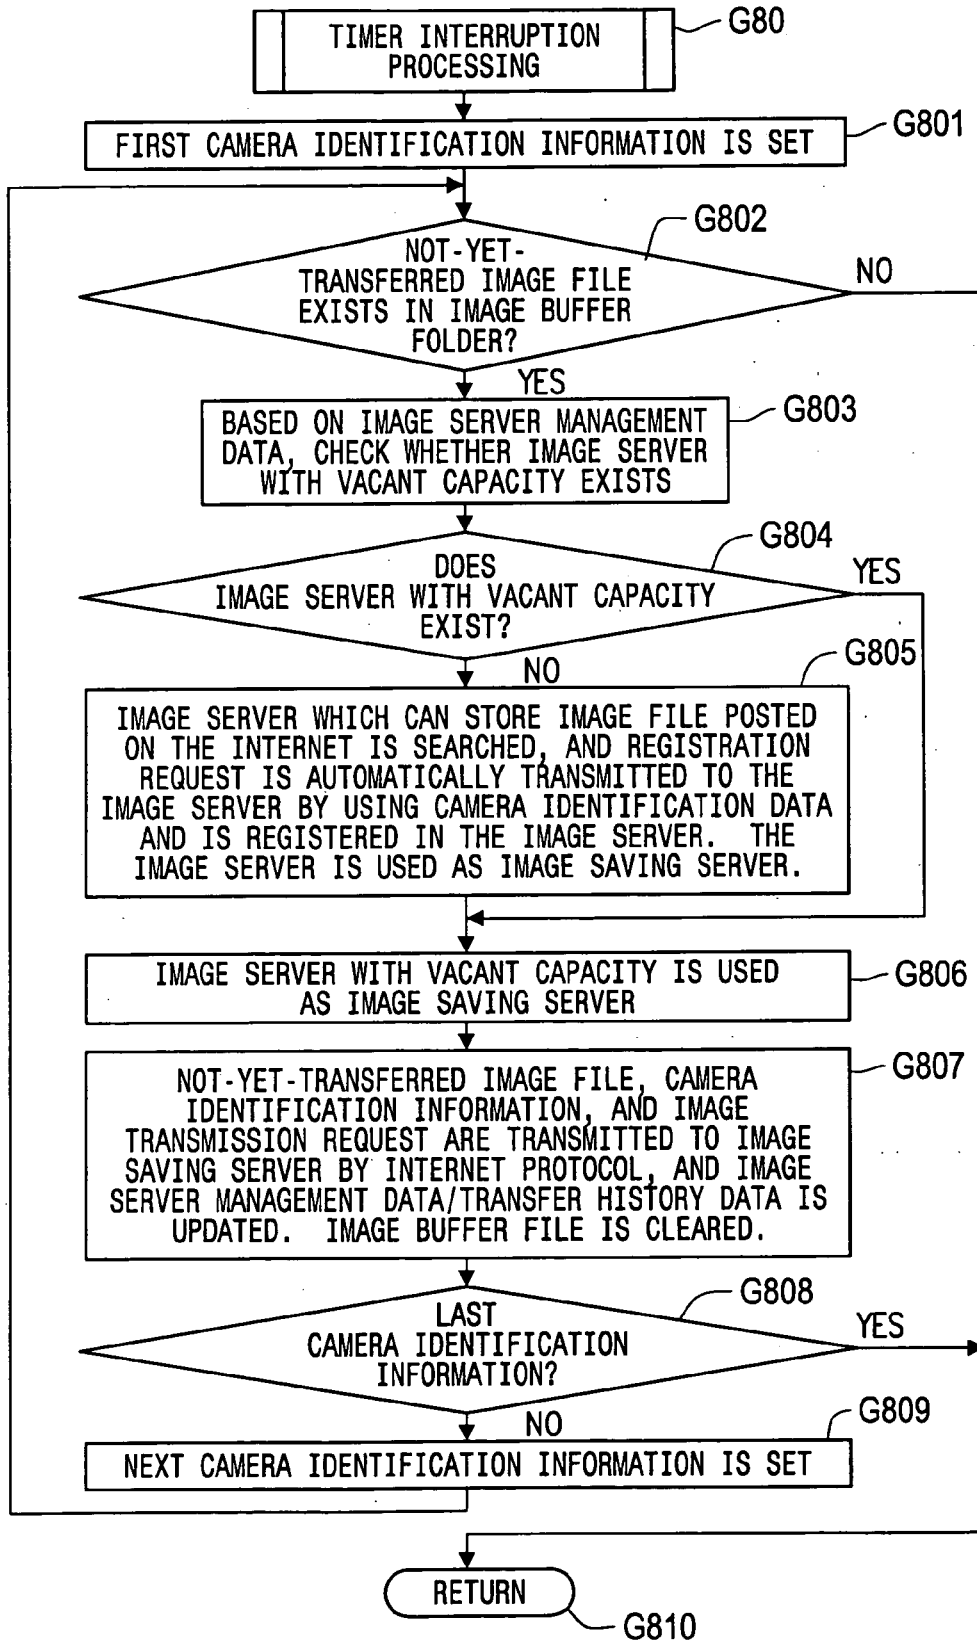 TIMER INTERRUPTION
PROCESSING
G80
FIRST CAMERA IDENTIFICATION INFORMATION IS SET
G801
G802
NOT-YET-
TRANSFERRED IMAGE FILE
EXISTS IN IMAGE BUFFER
FOLDER?
NO
YES
BASED ON IMAGE SERVER MANAGEMENT
DATA, CHECK WHETHER IMAGE SERVER
WITH VACANT CAPACITY EXISTS
G803
G804
DOES
IMAGE SERVER WITH VACANT CAPACITY
EXIST?
YES
NO
G805
IMAGE SERVER WHICH CAN STORE IMAGE FILE POSTED
ON THE INTERNET IS SEARCHED, AND REGISTRATION
REQUEST IS AUTOMATICALLY TRANSMITTED TO THE
IMAGE SERVER BY USING CAMERA IDENTIFICATION DATA
AND IS REGISTERED IN THE IMAGE SERVER. THE
IMAGE SERVER IS USED AS IMAGE SAVING SERVER.
IMAGE SERVER WITH VACANT CAPACITY IS USED
AS IMAGE SAVING SERVER
G806
NOT-YET-TRANSFERRED IMAGE FILE, CAMERA
IDENTIFICATION INFORMATION, AND IMAGE
TRANSMISSION REQUEST ARE TRANSMITTED TO IMAGE
SAVING SERVER BY INTERNET PROTOCOL, AND IMAGE
SERVER MANAGEMENT DATA/TRANSFER HISTORY DATA IS
UPDATED. IMAGE BUFFER FILE IS CLEARED.
G807
G808
LAST
CAMERA IDENTIFICATION
INFORMATION?
YES
NO
G809
NEXT CAMERA IDENTIFICATION INFORMATION IS SET
RETURN
G810